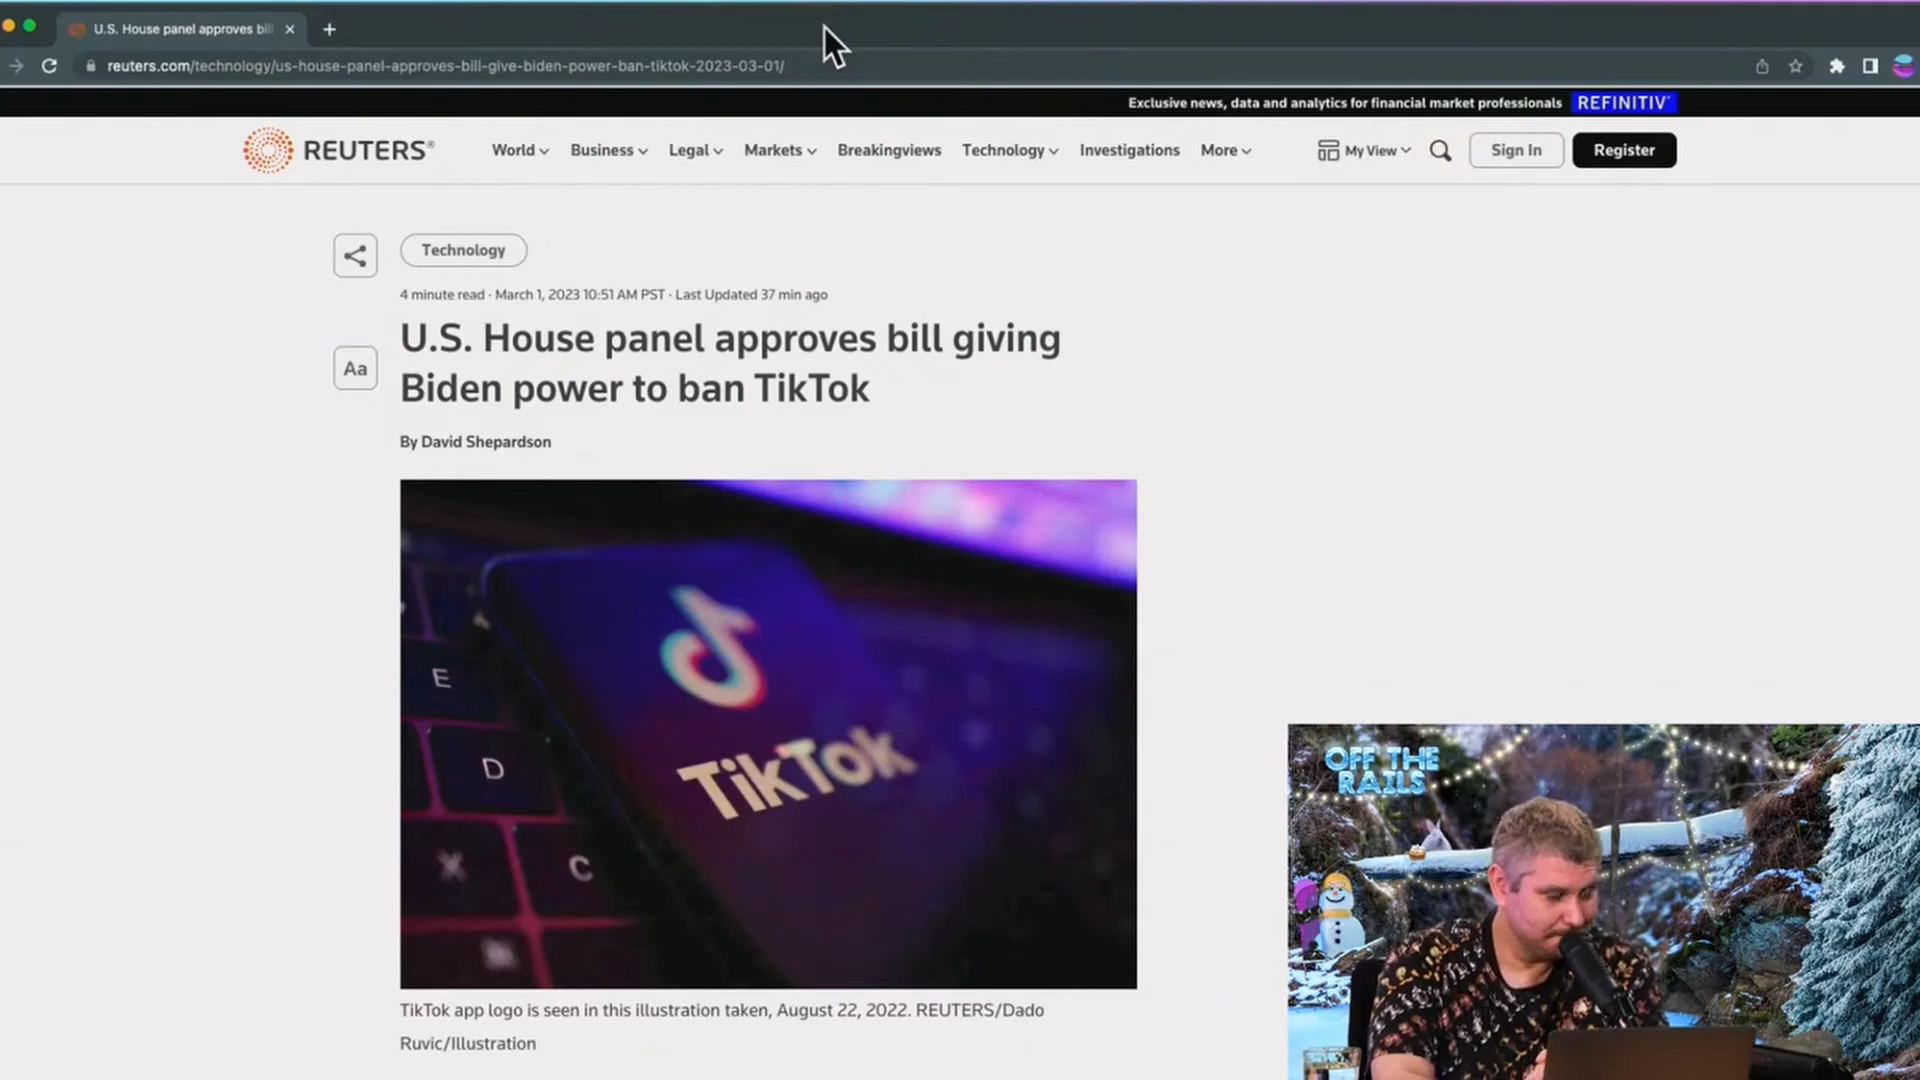 U.S. House panel approves bil
reuters.com/technology/us-house-panel-approves-bill-give-biden-power-ban-tiktok-2023-03-01/
Exclusive news, data and analytics for financial market professionals REFINITIV
REUTERS® World Business Legal Markets Breakingviews Technology Investigations More My View Sign In Register
Technology
4 minute read · March 1, 2023 10:51 AM PST · Last Updated 37 min ago
U.S. House panel approves bill giving
Biden power to ban TikTok
Aa
By David Shepardson
E
D
X C
TikTok
TikTok app logo is seen in this illustration taken, August 22, 2022. REUTERS/Dado
Ruvic/Illustration
OFF THE
RAILS